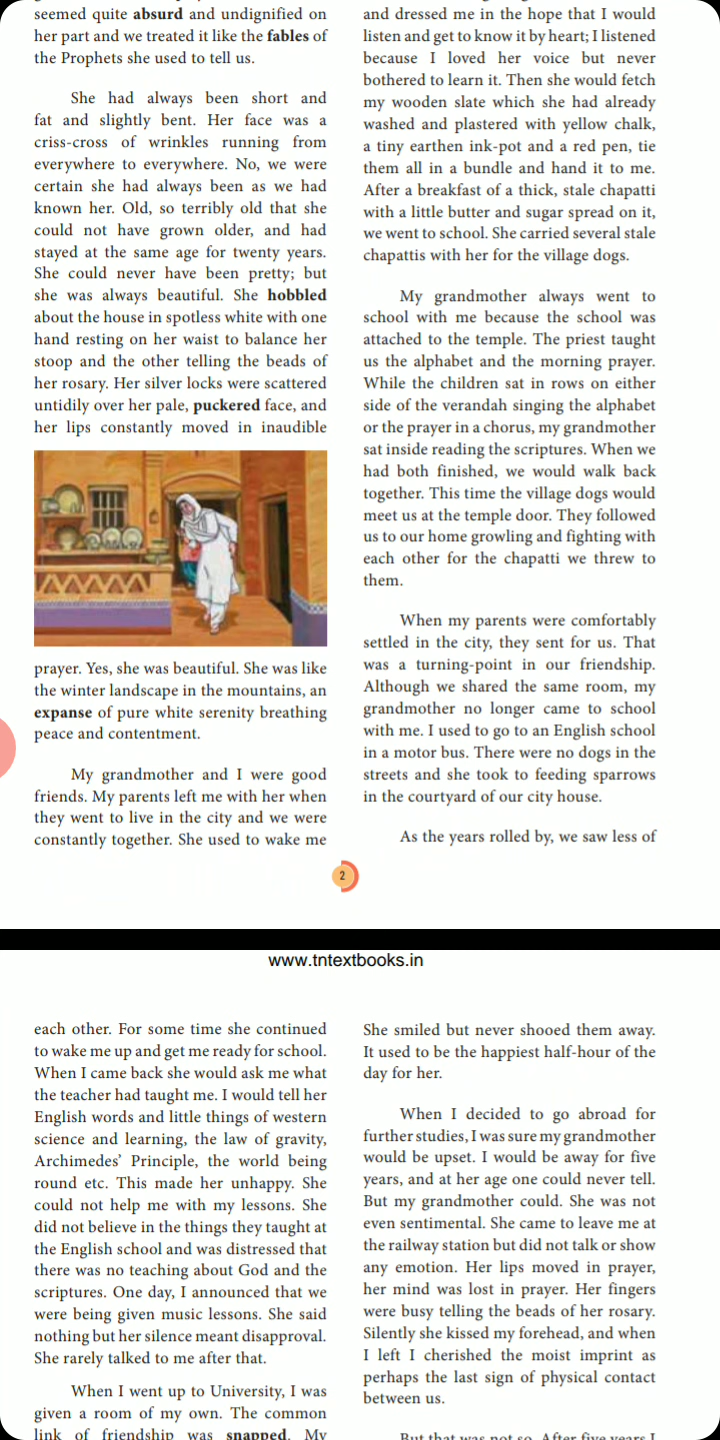 seemed quite absurd and undignified on
her part and we treated it like the fables of
the Prophets she used to tell us.
She had always been short and
fat and slightly bent. Her face was a
criss-cross of wrinkles running from
everywhere to everywhere. No, we were
certain she had always been as we had
known her. Old, so terribly old that she
could not have grown older, and had
stayed at the same age for twenty years.
She could never have been pretty; but
she was always beautiful. She hobbled
about the house in spotless white with one
hand resting on her waist to balance her
stoop and the other telling the beads of
her rosary. Her silver locks were scattered
untidily over her pale, puckered face, and
her lips constantly moved in inaudible
prayer. Yes, she was beautiful. She was like
the winter landscape in the mountains, an
expanse of pure white serenity breathing
peace and contentment.
My grandmother and I were good
friends. My parents left me with her when
they went to live in the city and we were
constantly together. She used to wake me
and dressed me in the hope that I would
listen and get to know it by heart; I listened
because I loved her voice but never
bothered to learn it. Then she would fetch
my wooden slate which she had already
washed and plastered with yellow chalk,
a tiny earthen ink-pot and a red pen, tie
them all in a bundle and hand it to me.
After a breakfast of a thick, stale chapatti
with a little butter and sugar spread on it,
we went to school. She carried several stale
chapattis with her for the village dogs.
My grandmother always went to
school with me because the school was
attached to the temple. The priest taught
us the alphabet and the morning prayer.
While the children sat in rows on either
side of the verandah singing the alphabet
or the prayer in a chorus, my grandmother
sat inside reading the scriptures. When we
had both finished, we would walk back
together. This time the village dogs would
meet us at the temple door. They followed
us to our home growling and fighting with
each other for the chapatti we threw to
them.
When my parents were comfortably
settled in the city, they sent for us. That
was a turning-point in our friendship.
Although we shared the same room, my
grandmother no longer came to school
with me. I used to go to an English school
in a motor bus. There were no dogs in the
streets and she took to feeding sparrows
in the courtyard of our city house.
As the years rolled by, we saw less of
2
www.tntextbooks.in
each other. For some time she continued
to wake me up and get me ready for school.
When I came back she would ask me what
the teacher had taught me. I would tell her
English words and little things of western
science and learning, the law of gravity,
Archimedes' Principle, the world being
round etc. This made her unhappy. She
could not help me with my lessons. She
did not believe in the things they taught at
the English school and was distressed that
there was no teaching about God and the
scriptures. One day, I announced that we
were being given music lessons. She said
nothing but her silence meant disapproval.
She rarely talked to me after that.
When I went up to University, I was
given a room of my own. The common
link of friendship was snapped. My
She smiled but never shooed them away.
It used to be the happiest half-hour of the
day for her.
When I decided to go abroad for
further studies, I was sure my grandmother
would be upset. I would be away for five
years, and at her age one could never tell.
But my grandmother could. She was not
even sentimental. She came to leave me at
the railway station but did not talk or show
any emotion. Her lips moved in prayer,
her mind was lost in prayer. Her fingers
were busy telling the beads of her rosary.
Silently she kissed my forehead, and when
I left I cherished the moist imprint as
perhaps the last sign of physical contact
between us.
But that was not so. After five years I